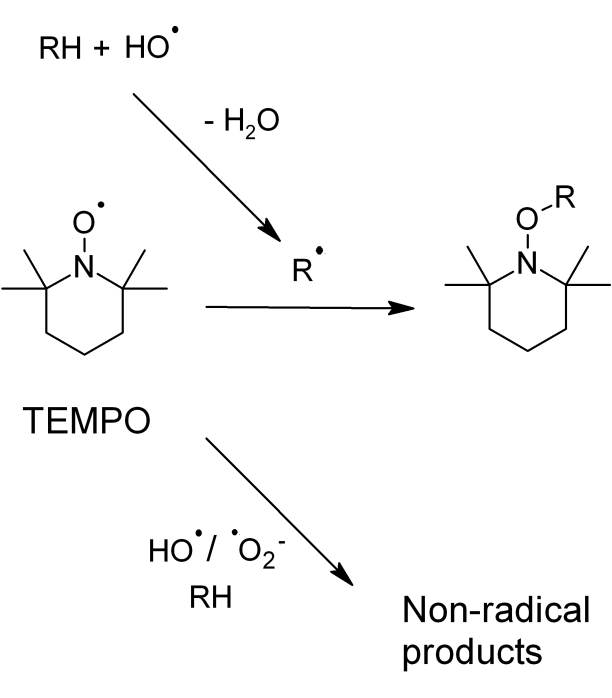 RH + HO•
- H2O
O•
N
R•
O-R
N
TEMPO
HO•/ •O2-
RH
Non-radical
products